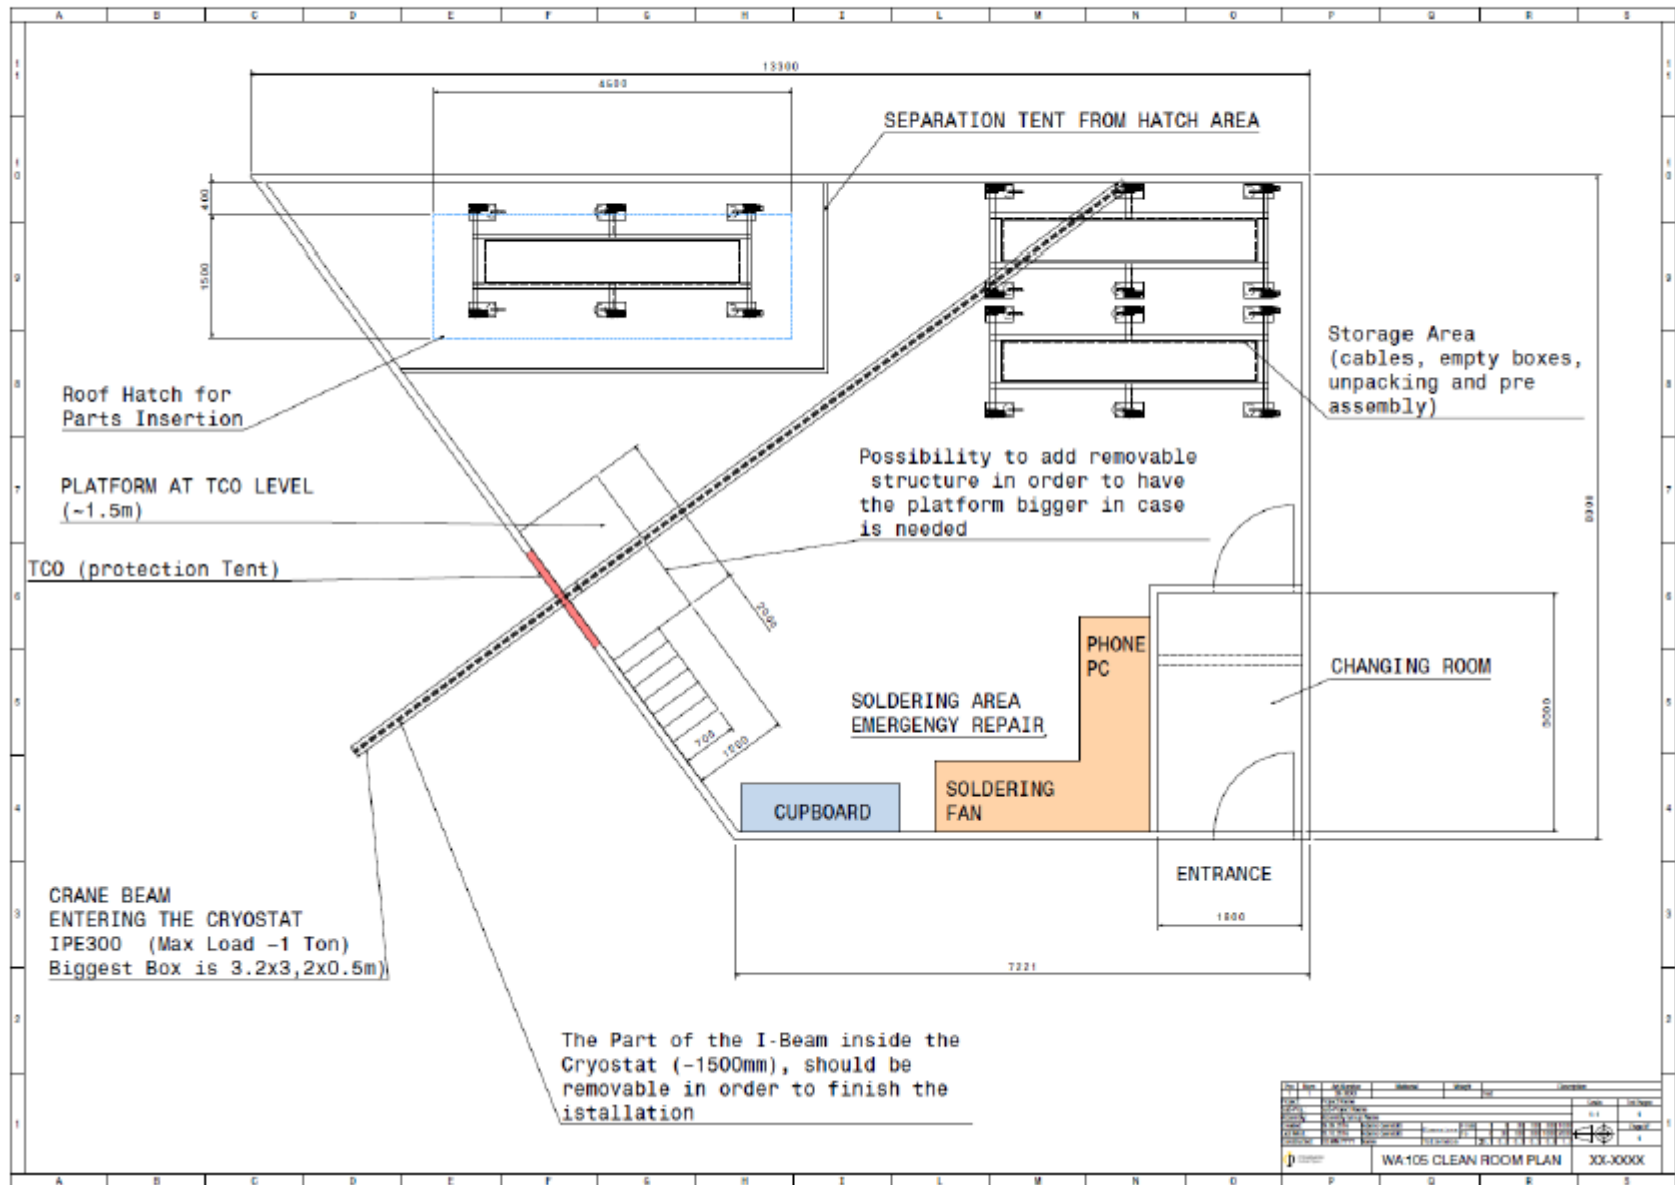 A B C D E F G H I L M N O P Q R S
13300
4500
SEPARATION TENT FROM HATCH AREA
400
1500
Roof Hatch for
Parts Insertion
Storage Area
(cables, empty boxes,
unpacking and pre
assembly)
PLATFORM AT TCO LEVEL
(~1.5m)
Possibility to add removable
structure in order to have
the platform bigger in case
is needed
TCO (protection Tent)
2000
PHONE
PC
CHANGING ROOM
SOLDERING AREA
EMERGENGY REPAIR
700
CUPBOARD
SOLDERING
FAN
ENTRANCE
CRANE BEAM
ENTERING THE CRYOSTAT
IPE300 (Max Load ~1 Ton)
Biggest Box is 3.2x3,2x0.5m)
1800
7221
The Part of the I-Beam inside the
Cryostat (~1500mm), should be
removable in order to finish the
istallation
WA105 CLEAN ROOM PLAN
XX-XXXX
A B C D E F G H I L M N O P Q R S